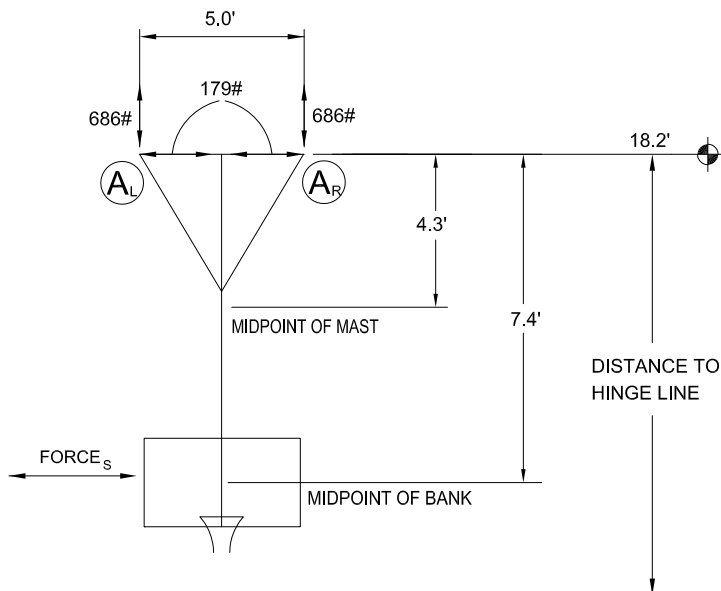 5.0'
179#
686#
686#
18.2'
AL
AR
4.3'
MIDPOINT OF MAST
7.4'
DISTANCE TO
HINGE LINE
FORCES
MIDPOINT OF BANK